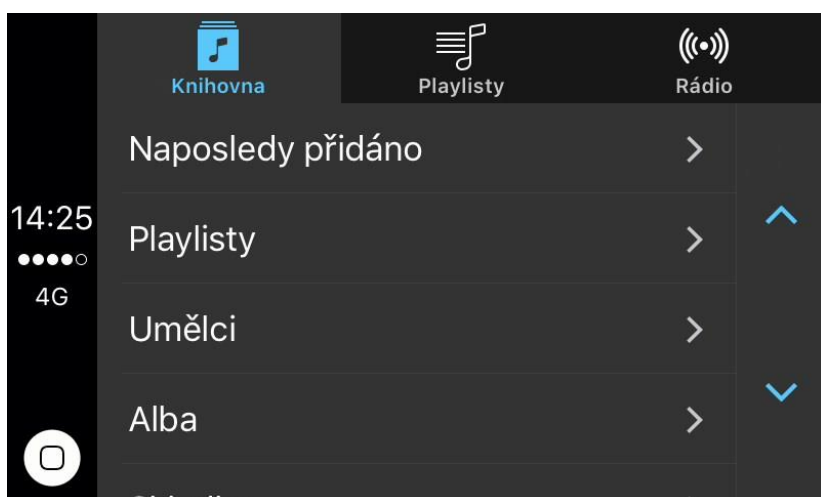 Knihovna
Playlisty
Rádio
14:25
4G
Naposledy přidáno
Playlisty
Umělci
Alba